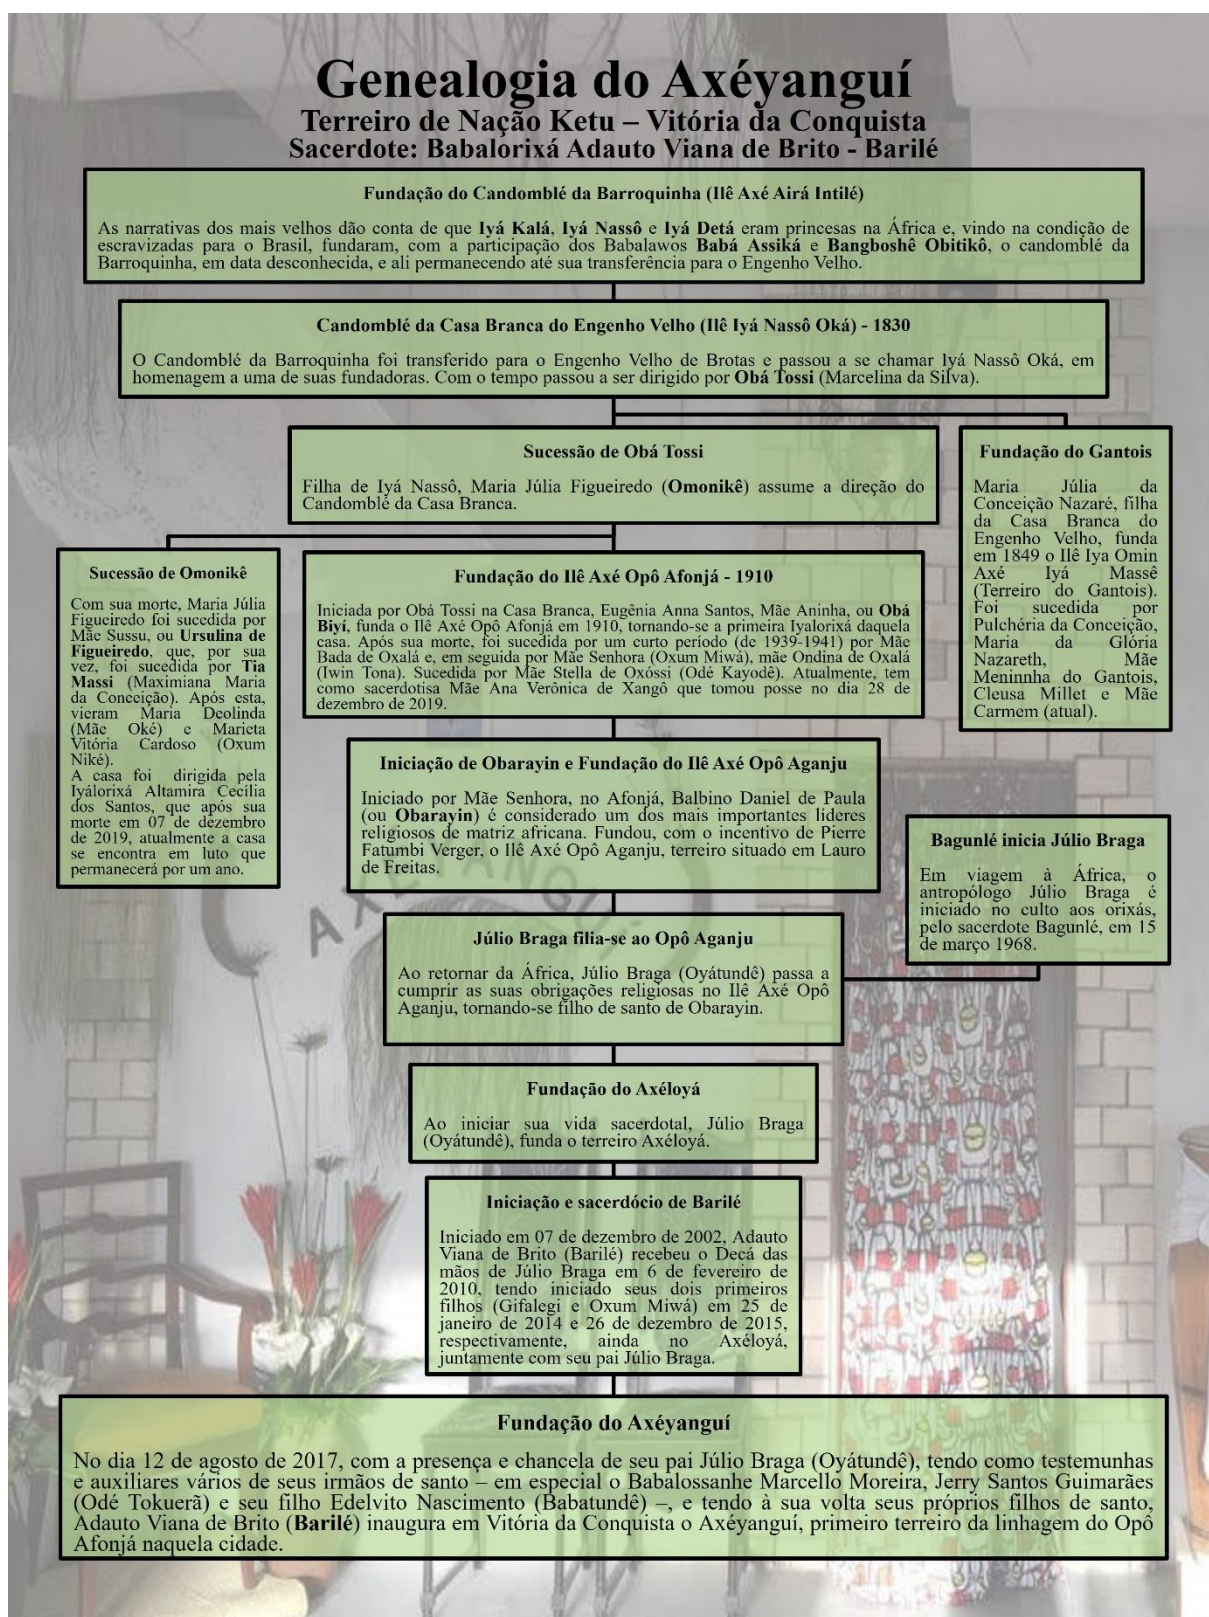 Genealogia do Axéyanguí
Terreiro de Nação Ketu – Vitória da Conquista
Sacerdote: Babalorixá Adauto Viana de Brito - Barilé
Fundação do Candomblé da Barroquinha (Ilê Axé Airá Intilé)
As narrativas dos mais velhos dão conta de que Iyá Kalá, Iyá Nassô e Iyá Detá eram princesas na África e, vindo na condição de
escravizadas para o Brasil, fundaram, com a participação dos Babalawos Babá Assiká e Bangboshê Obitikô, o candomblé da
Barroquinha, em data desconhecida, e ali permanecendo até sua transferência para o Engenho Velho.
Candomblé da Casa Branca do Engenho Velho (Ilê Iyá Nassô Oká) - 1830
O Candomblé da Barroquinha foi transferido para o Engenho Velho de Brotas e passou a se chamar Iyá Nassô Oká, em
homenagem a uma de suas fundadoras. Com o tempo passou a ser dirigido por Obá Tossi (Marcelina da Silva).
Sucessão de Obá Tossi
Filha de Iyá Nassô, Maria Júlia Figueiredo (Omonikê) assume a direção do
Candomblé da Casa Branca.
Fundação do Gantois
Maria Júlia da
Conceição Nazaré, filha
da Casa Branca do
Engenho Velho, funda
em 1849 o Ilê Iya Omin
Axé Iyá Massê
(Terreiro do Gantois).
Foi sucedida por
Pulchéria da Conceição,
Maria da Glória
Nazareth, Mãe
Meninnha do Gantois,
Cleusa Millet e Mãe
Carmem (atual).
Sucessão de Omonikê
Com sua morte, Maria Júlia
Figueiredo foi sucedida por
Mãe Sussu, ou Ursulina de
Figueiredo, que, por sua
vez, foi sucedida por Tia
Massi (Maximiana Maria
da Conceição). Após esta,
vieram Maria Deolinda
(Mãe Oké) e Marieta
Vitória Cardoso (Oxum
Niké).
A casa foi dirigida pela
Iyálorixá Altamira Cecília
dos Santos, que após sua
morte em 07 de dezembro
de 2019, atualmente a casa
se encontra em luto que
permanecerá por um ano.
Fundação do Ilê Axé Opô Afonjá - 1910
Iniciada por Obá Tossi na Casa Branca, Eugênia Anna Santos, Mãe Aninha, ou Obá
Biyí, funda o Ilê Axé Opô Afonjá em 1910, tornando-se a primeira Iyalorixá daquela
casa. Após sua morte, foi sucedida por um curto período (de 1939-1941) por Mãe
Bada de Oxalá e, em seguida por Mãe Senhora (Oxum Miwá), mãe Ondina de Oxalá
(Iwin Tona). Sucedida por Mãe Stella de Oxóssi (Odé Kayodê). Atualmente, tem
como sacerdotisa Mãe Ana Verônica de Xangô que tomou posse no dia 28 de
dezembro de 2019.
Iniciação de Obarayin e Fundação do Ilê Axé Opô Aganju
Iniciado por Mãe Senhora, no Afonjá, Balbino Daniel de Paula
(ou Obarayin) é considerado um dos mais importantes líderes
religiosos de matriz africana. Fundou, com o incentivo de Pierre
Fatumbi Verger, o Ilê Axé Opô Aganju, terreiro situado em Lauro
de Freitas.
Bagunlé inicia Júlio Braga
Em viagem à África, o
antropólogo Júlio Braga é
iniciado no culto aos orixás,
pelo sacerdote Bagunlé, em 15
de março 1968.
AXÉYANGUÍ
Júlio Braga filia-se ao Opô Aganju
Ao retornar da África, Júlio Braga (Oyátundê) passa a
cumprir as suas obrigações religiosas no Ilê Axé Opô
Aganju, tornando-se filho de santo de Obarayin.
Fundação do Axéloyá
Ao iniciar sua vida sacerdotal, Júlio Braga
(Oyátundê), funda o terreiro Axéloyá.
Iniciação e sacerdócio de Barilé
Iniciado em 07 de dezembro de 2002, Adauto
Viana de Brito (Barilé) recebeu o Decá das
mãos de Júlio Braga em 6 de fevereiro de
2010, tendo iniciado seus dois primeiros
filhos (Gifalegi e Oxum Miwá) em 25 de
janeiro de 2014 e 26 de dezembro de 2015,
respectivamente, ainda no Axéloyá,
juntamente com seu pai Júlio Braga.
Fundação do Axéyanguí
No dia 12 de agosto de 2017, com a presença e chancela de seu pai Júlio Braga (Oyátundê), tendo como testemunhas
e auxiliares vários de seus irmãos de santo – em especial o Babalossanhe Marcello Moreira, Jerry Santos Guimarães
(Odé Tokuerã) e seu filho Edelvito Nascimento (Babatundê) –, e tendo à sua volta seus próprios filhos de santo,
Adauto Viana de Brito (Barilé) inaugura em Vitória da Conquista o Axéyanguí, primeiro terreiro da linhagem do Opô
Afonjá naquela cidade.